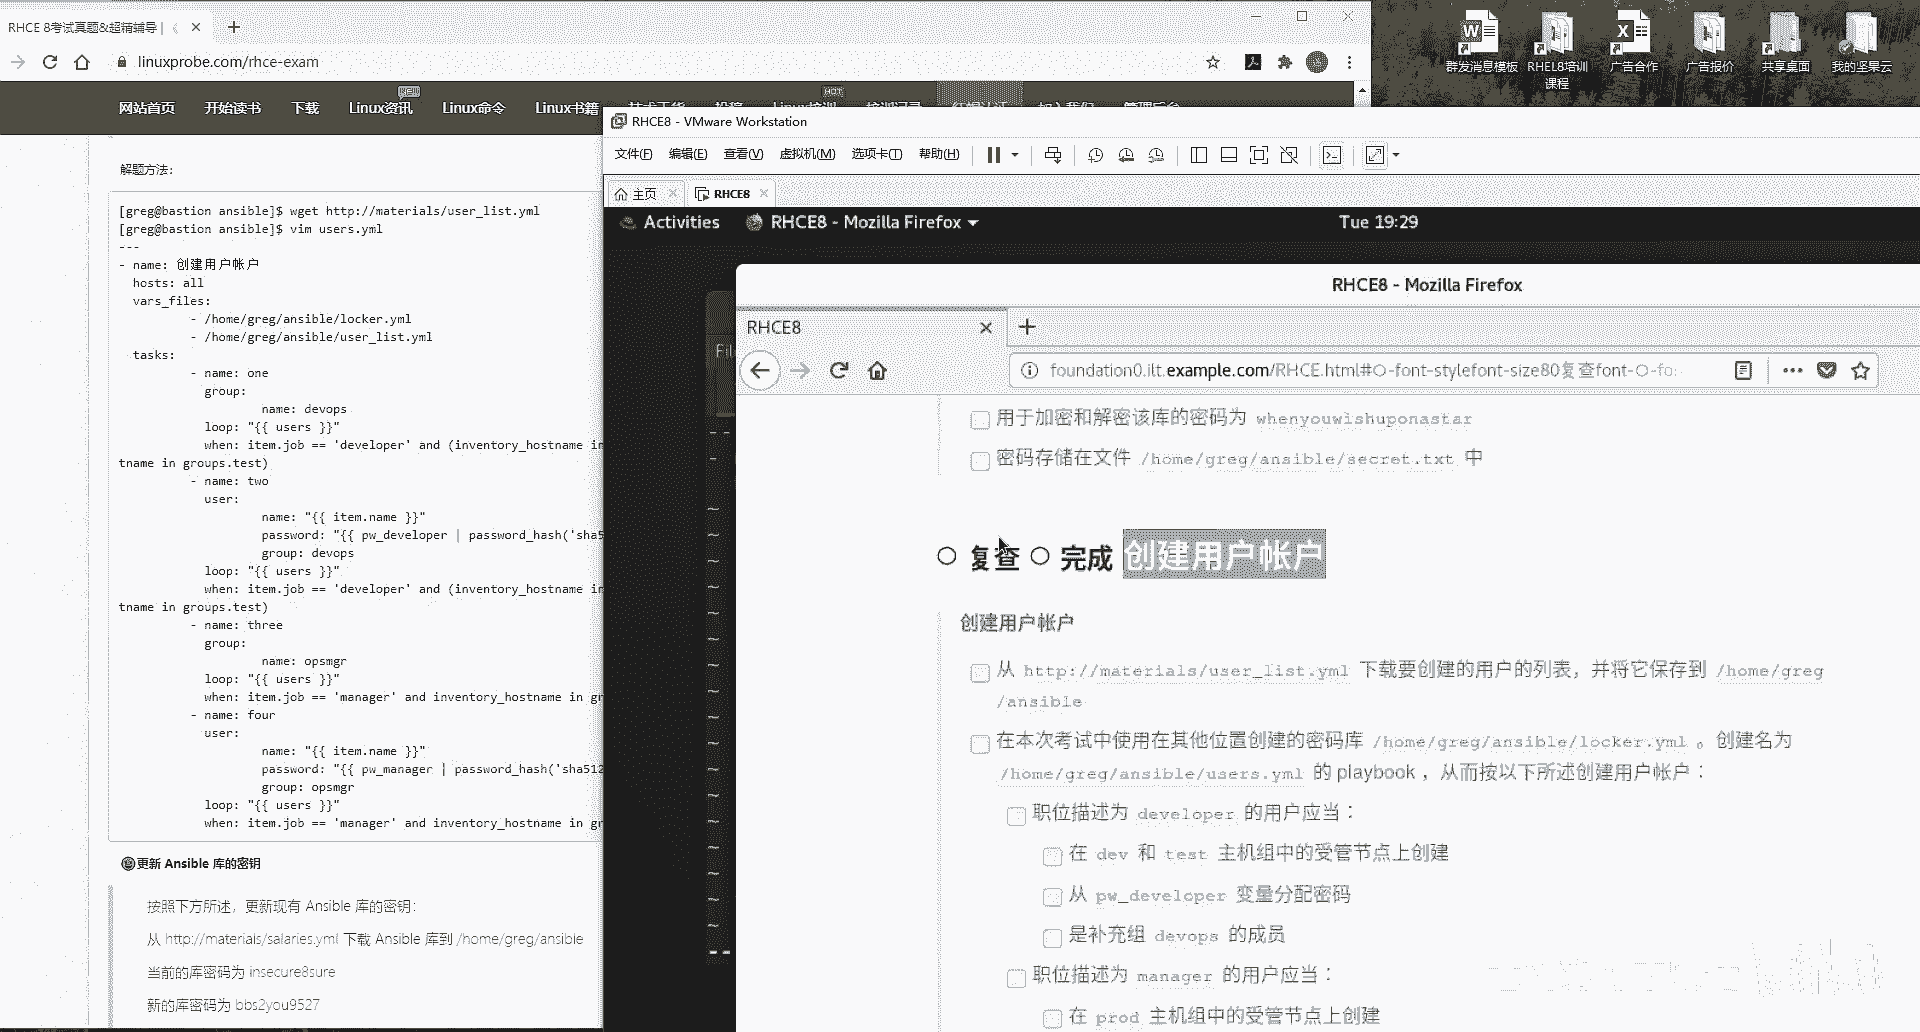 RHCE 8考试真题&超精辅导 |
linuxprobe.com/rhce-exam
群发消息模板
RHEL8培训
课程
广告合作
广告报价
共享桌面
我的坚果云
NEW
HOT
网站首页 开始读书 下载 Linux资讯 Linux命令 Linux书籍
解题方法:
[greg@bastion ansible]$ wget http://materials/user_list.yml
[greg@bastion ansible]$ vim users.yml
---
- name: 创建用户帐户
hosts: all
vars_files:
- /home/greg/ansible/locker.yml
- /home/greg/ansible/user_list.yml
tasks:
- name: one
group:
name: devops
loop: "{{ users }}"
when: item.job == 'developer' and (inventory_hostname in
tname in groups.test)
- name: two
user:
name: "{{ item.name }}"
password: "{{ pw_developer | password_hash('sha5
group: devops
loop: "{{ users }}"
when: item.job == 'developer' and (inventory_hostname in
tname in groups.test)
- name: three
group:
name: opsmgr
loop: "{{ users }}"
when: item.job == 'manager' and inventory_hostname in gr
- name: four
user:
name: "{{ item.name }}"
password: "{{ pw_manager | password_hash('sha512
group: opsmgr
loop: "{{ users }}"
when: item.job == 'manager' and inventory_hostname in gr
更新 Ansible 库的密钥
按照下方所述，更新现有 Ansible 库的密钥:
从 http://materials/salaries.yml 下载 Ansible 库到 /home/greg/ansible
当前的库密码为 insecure8sure
新的库密码为 bbs2you9527
RHCE8 - VMware Workstation
文件(F) 编辑(E) 查看(V) 虚拟机(M) 选项卡(T) 帮助(H)
主页 RHCE8
Activities RHCE8 - Mozilla Firefox Tue 19:29
RHCE8 - Mozilla Firefox
RHCE8
foundation0.ilt.example.com/RHCE.html#O-font-stylefont-size80复查font-O-fo
用于加密和解密该库的密码为 whenyouwishuponastar
密码存储在文件 /home/greg/ansible/secret.txt 中
复查 完成 创建用户帐户
创建用户帐户
从 http://materials/user_list.yml 下载要创建的用户的列表，并将它保存到 /home/greg
/ansible
在本次考试中使用在其他位置创建的密码库 /home/greg/ansible/locker.yml 。创建名为
/home/greg/ansible/users.yml 的 playbook ，从而按以下所述创建用户帐户：
职位描述为 developer 的用户应当：
在 dev 和 test 主机组中的受管节点上创建
从 pw_developer 变量分配密码
是补充组 devops 的成员
职位描述为 manager 的用户应当：
在 prod 主机组中的受管节点上创建